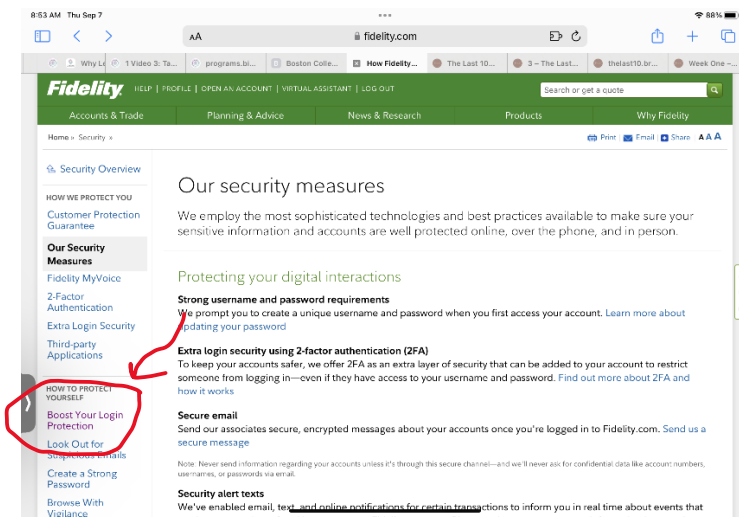 8:53 AM Thu Sep 7
88%
AA
fidelity.com
Why Le
1 Video 3: Ta...
programs.bi...
Boston Colle...
How Fidelity...
The Last 10...
3 – The Last...
thelast10.br...
Week One –...
Fidelity
HELP | PROFILE | OPEN AN ACCOUNT | VIRTUAL ASSISTANT | LOG OUT
Search or get a quote
Accounts & Trade
Planning & Advice
News & Research
Products
Why Fidelity
Home » Security »
Print
Email
Share
A A A
Security Overview
HOW WE PROTECT YOU
Customer Protection
Guarantee
Our Security
Measures
Fidelity MyVoice
2-Factor
Authentication
Extra Login Security
Third-party
Applications
HOW TO PROTECT
YOURSELF
Boost Your Login
Protection
Look Out for
Suspicious Emails
Create a Strong
Password
Browse With
Vigilance
Our security measures
We employ the most sophisticated technologies and best practices available to make sure your
sensitive information and accounts are well protected online, over the phone, and in person.
Protecting your digital interactions
Strong username and password requirements
We prompt you to create a unique username and password when you first access your account. Learn more about
updating your password
Extra login security using 2-factor authentication (2FA)
To keep your accounts safer, we offer 2FA as an extra layer of security that can be added to your account to restrict
someone from logging in—even if they have access to your username and password. Find out more about 2FA and
how it works
Secure email
Send our associates secure, encrypted messages about your accounts once you're logged in to Fidelity.com. Send us a
secure message
Note: Never send information regarding your accounts unless it's through this secure channel—and we'll never ask for confidential data like account numbers,
usernames, or passwords via email.
Security alert texts
We've enabled email, text, and online notifications for certain transactions to inform you in real time about events that